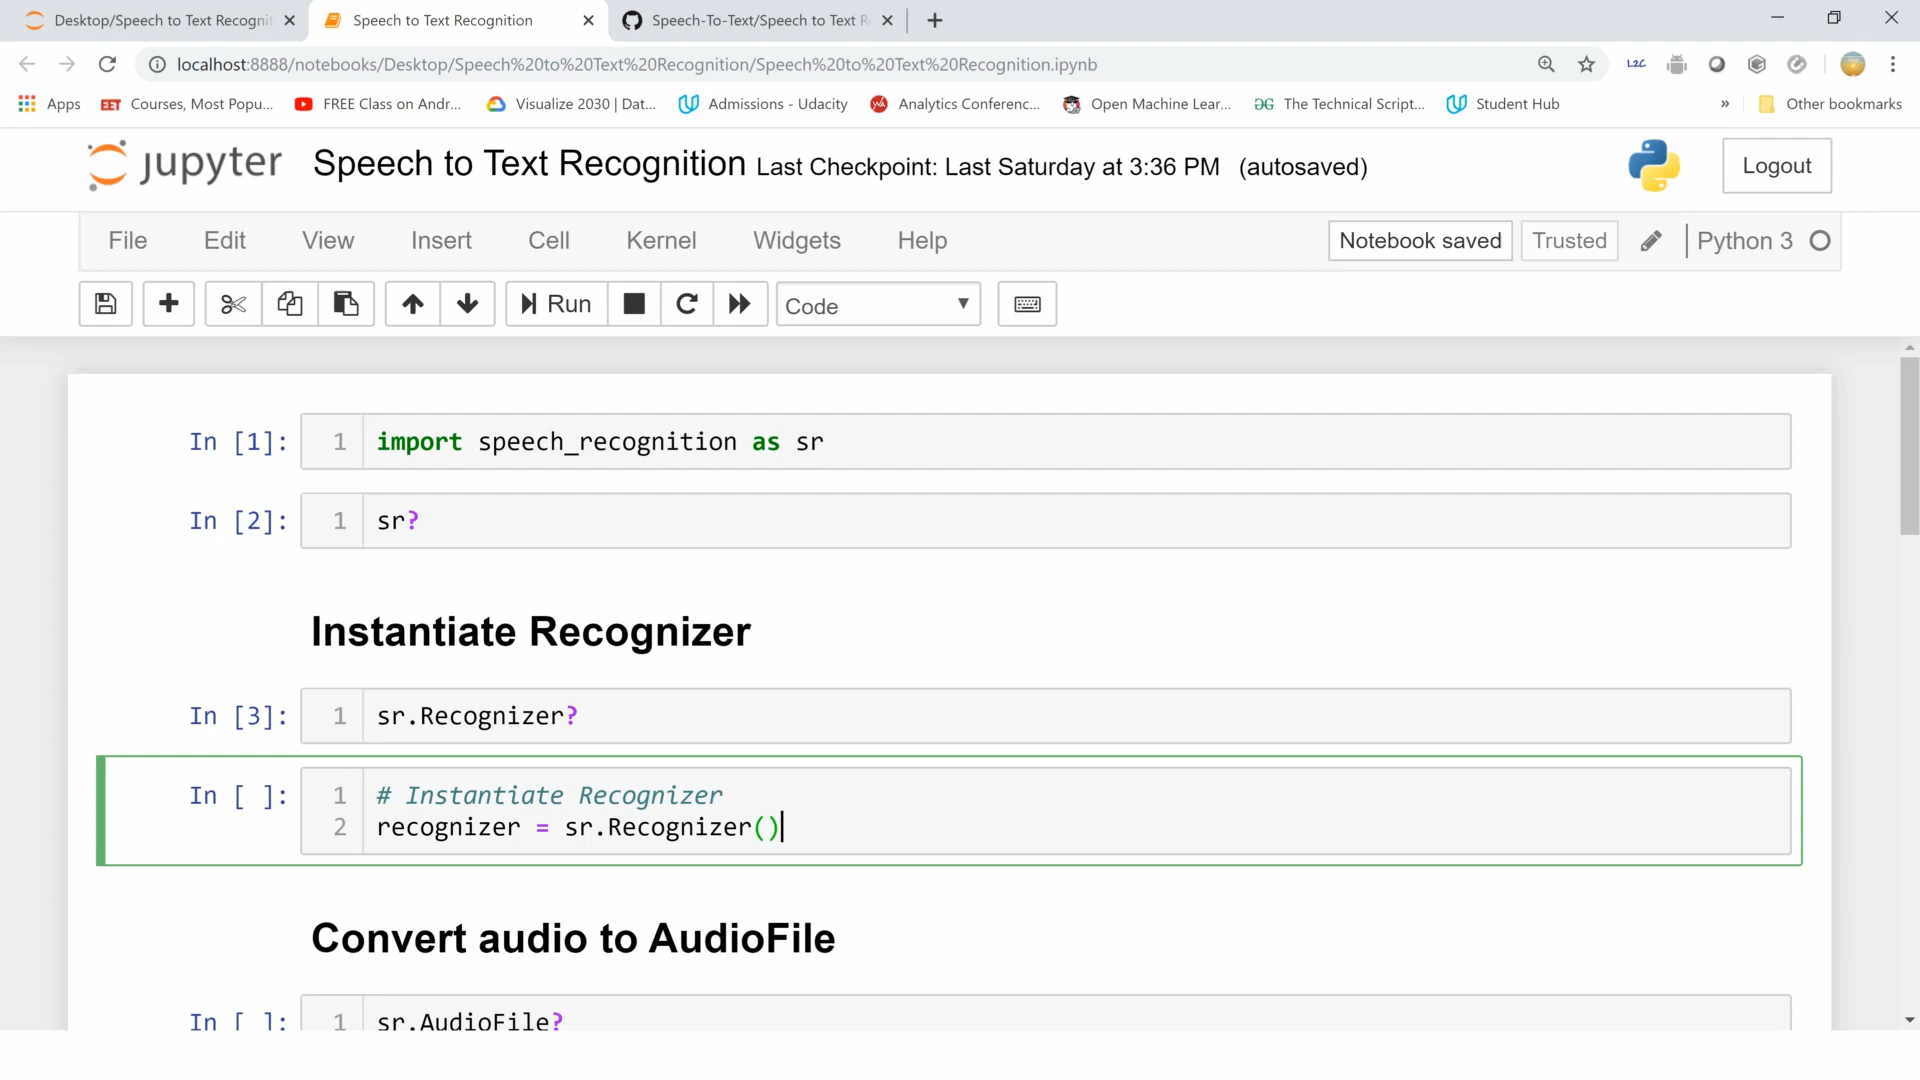 Desktop/Speech to Text Recognit
Speech to Text Recognition
Speech-To-Text/Speech to Text R
localhost:8888/notebooks/Desktop/Speech%20to%20Text%20Recognition/Speech%20to%20Text%20Recognition.ipynb
L2C
Apps
EET Courses, Most Popu...
FREE Class on Andr...
Visualize 2030 | Dat...
Admissions - Udacity
Analytics Conferenc...
Open Machine Lear...
The Technical Script...
Student Hub
»
Other bookmarks
jupyter Speech to Text Recognition Last Checkpoint: Last Saturday at 3:36 PM (autosaved)
Logout
File Edit View Insert Cell Kernel Widgets Help
Notebook saved Trusted Python 3
Run Code
In [1]: 1 import speech_recognition as sr
In [2]: 1 sr?
Instantiate Recognizer
In [3]: 1 sr.Recognizer?
In [ ]: 1 # Instantiate Recognizer
2 recognizer = sr.Recognizer()
Convert audio to AudioFile
In [ ]: 1 sr.AudioFile?